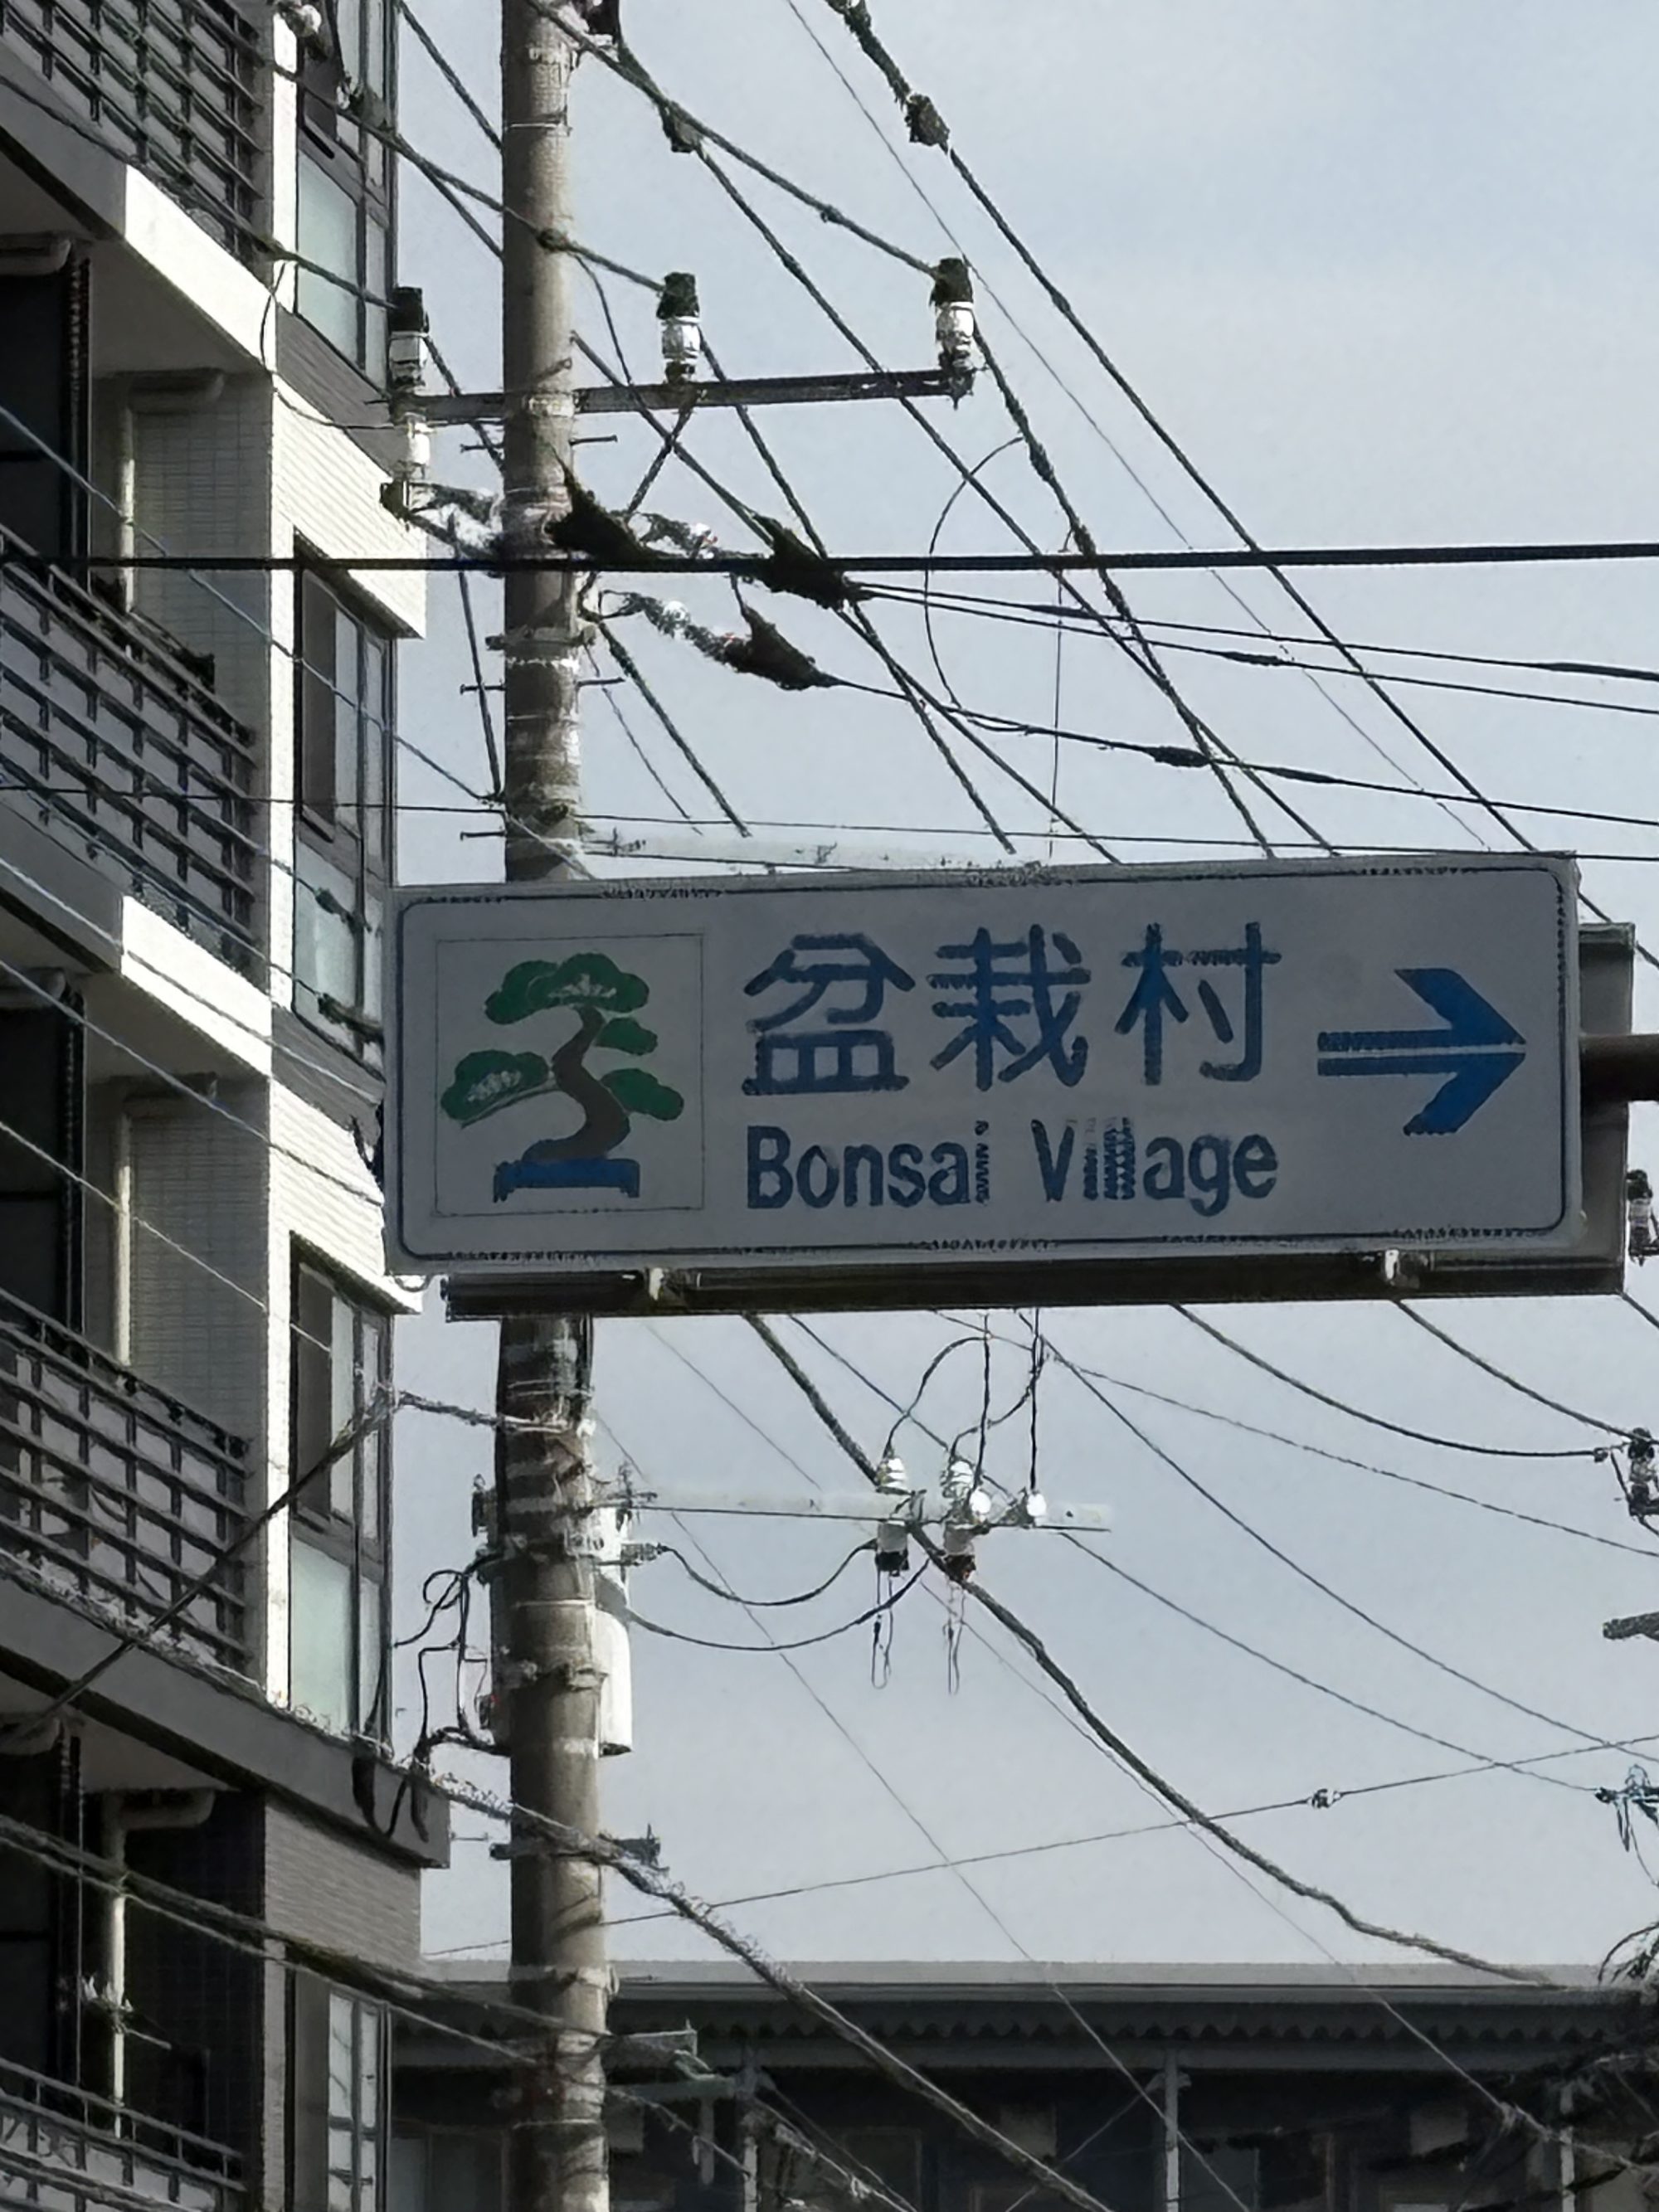 盆栽村
Bonsai Village